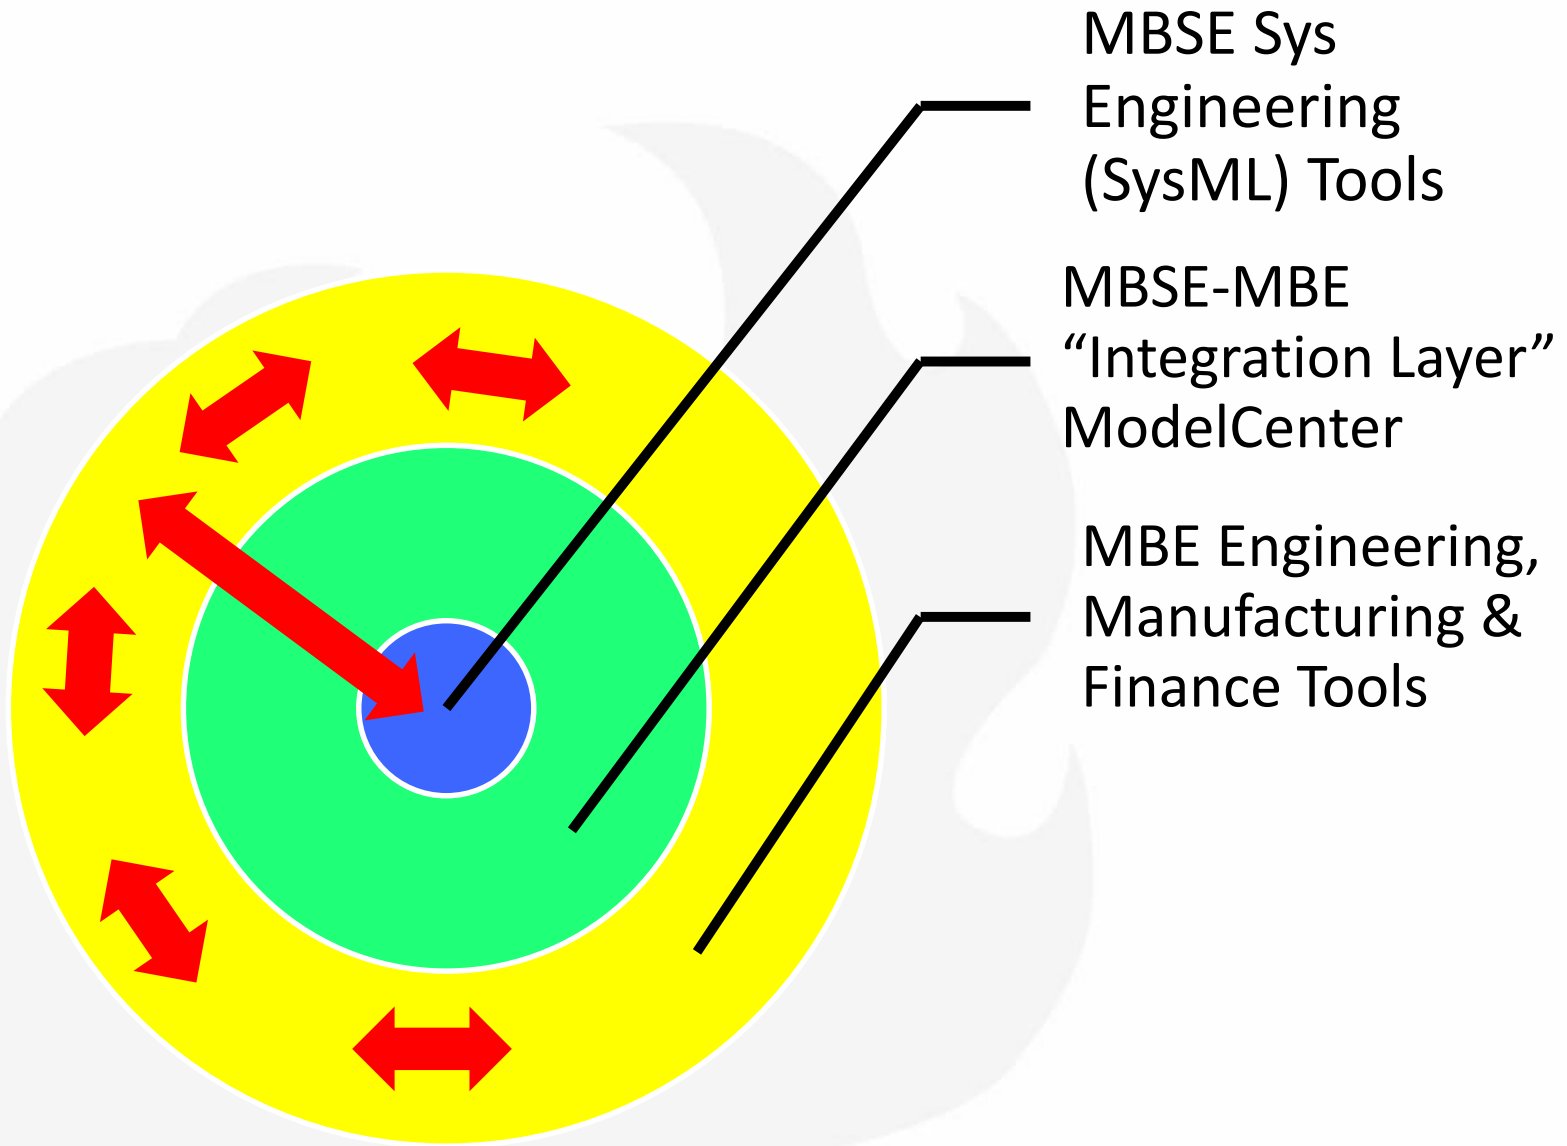 MBSE Sys
Engineering
(SysML) Tools
MBSE-MBE
“Integration Layer”
ModelCenter
MBE Engineering,
Manufacturing &
Finance Tools